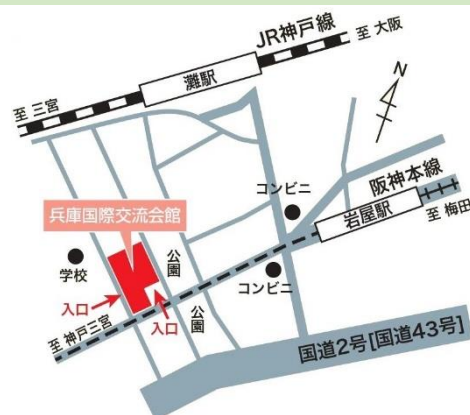 JR神戸線
至 大阪
灘駅
至 三宮
N
阪神本線
コンビニ
岩屋駅
至 梅田
兵庫国際交流会館
公園
学校
コンビニ
入口
入口
公園
至 神戸三宮
国道2号[国道43号]